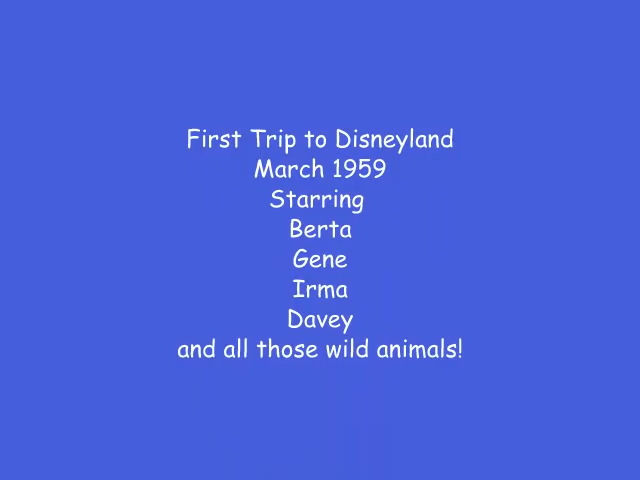 First Trip to Disneyland
March 1959
Starring
Berta
Gene
Irma
Davey
and all those wild animals!